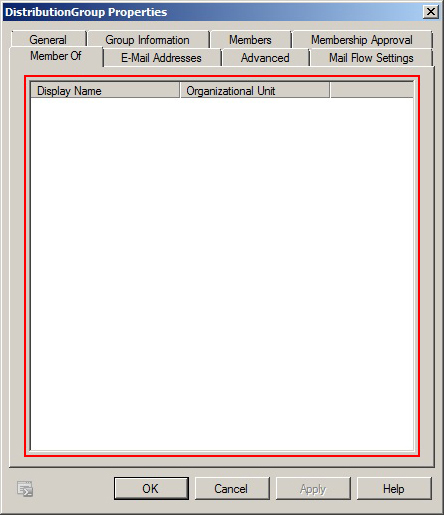 DistributionGroup Properties
General Group Information Members Membership Approval
Member Of E-Mail Addresses Advanced Mail Flow Settings
Display Name Organizational Unit
OK Cancel Apply Help